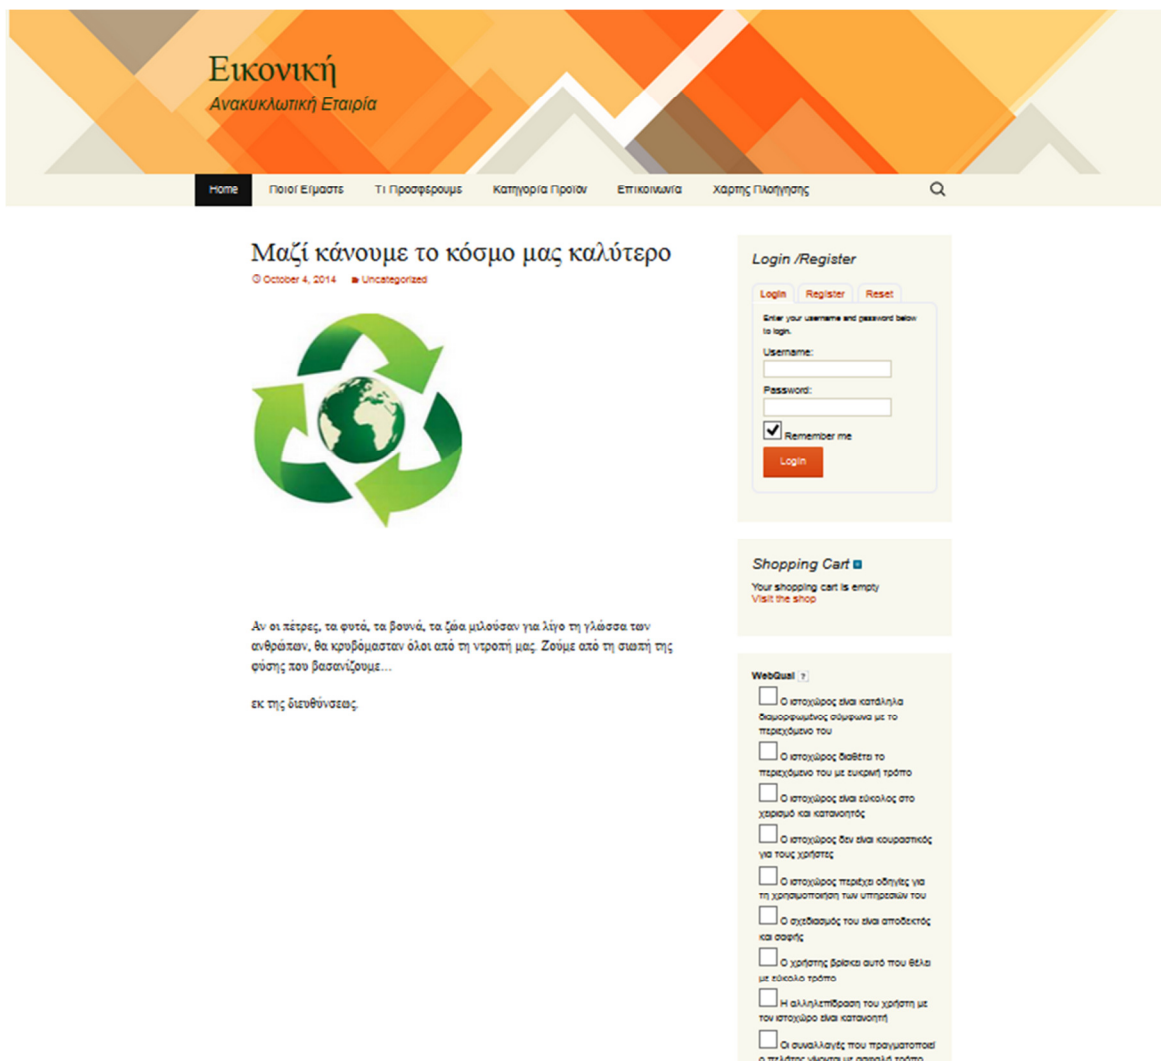 Εικονική
Ανακυκλωτική Εταιρία
Home Ποιοί Είμαστε Τι Προσφέρουμε Κατηγορία Προϊόν Επικοινωνία Χάρτης Πλοήγησης
Μαζί κάνουμε το κόσμο μας καλύτερο
October 4, 2014 Uncategorized
Αν οι πέτρες, τα φυτά, τα βουνά, τα ζώα μιλούσαν για λίγο τη γλώσσα των
ανθρώπων, θα κρυβόμασταν όλοι από τη ντροπή μας. Ζούμε από τη σιωπή της
φύσης που βασανίζουμε…
εκ της διευθύνσεως.
Login /Register
Login Register Reset
Enter your username and password below
to login.
Username:
Password:
Remember me
Login
Shopping Cart
Your shopping cart is empty
Visit the shop
WebQual ?
Ο ιστοχώρος είναι κατάληλα
διαμορφωμένος σύμφωνα με το
περιεχόμενο του
Ο ιστοχώρος διαθέτει το
περιεχόμενο του με ευκρινή τρόπο
Ο ιστοχώρος είναι εύκολος στο
χειρισμό και κατανοητός
Ο ιστοχώρος δεν είναι κουραστικός
για τους χρήστες
Ο ιστοχώρος περιέχει οδηγίες για
τη χρησιμοποίηση των υπηρεσιών του
Ο σχεδιασμός του είναι αποδεκτός
και σαφής
Ο χρήστης βρίσκει αυτό που θέλει
με εύκολο τρόπο
Η αλληλεπίδραση του χρήστη με
τον ιστοχώρο είναι κατανοητή
Οι συναλλαγές που πραγματοποιεί
ο πελάτης γίνονται με ασφαλή τρόπο